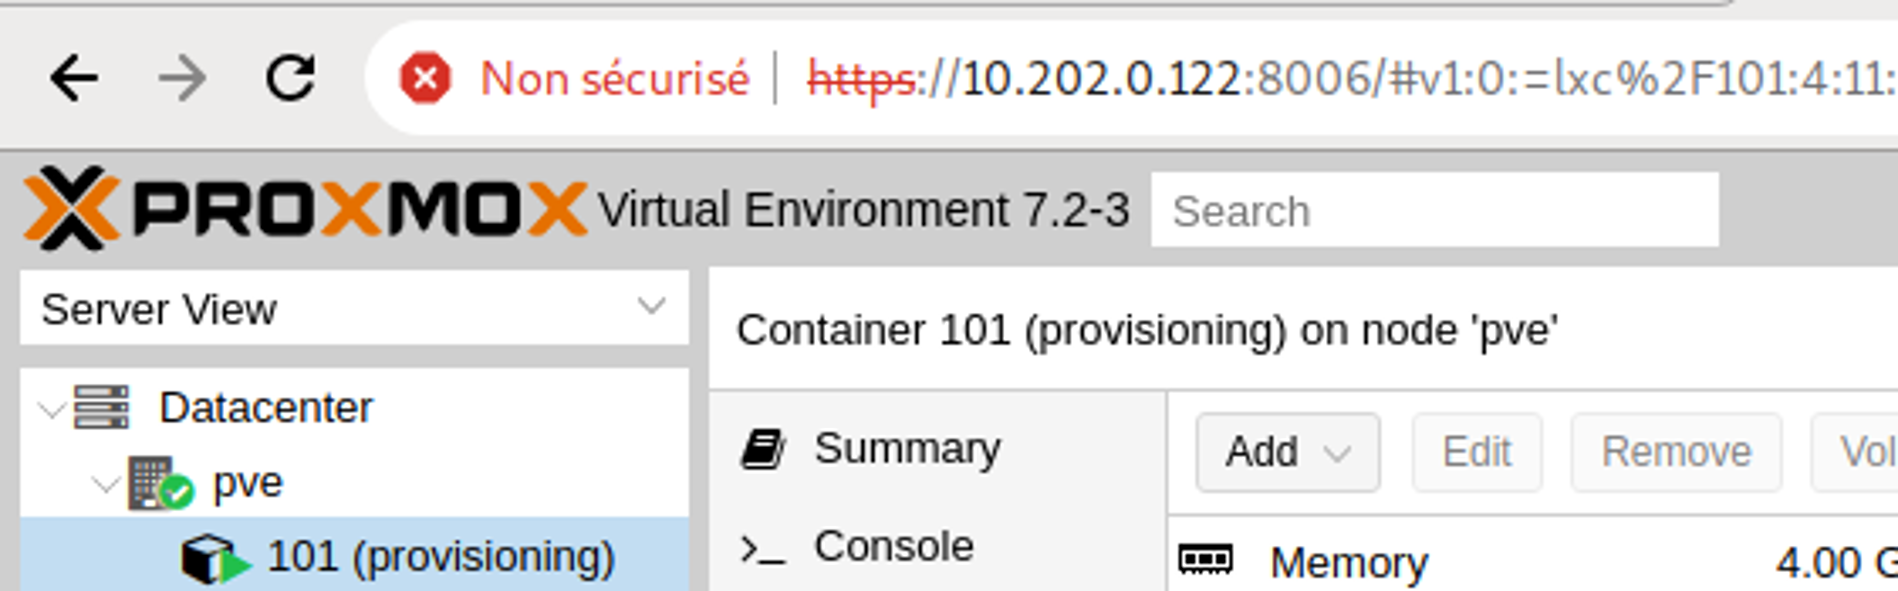 Non sécurisé https://10.202.0.122:8006/#v1:0:=lxc%2F101:4:11:
PROXMOX Virtual Environment 7.2-3 Search
Server View
Container 101 (provisioning) on node 'pve'
Datacenter
pve
101 (provisioning)
Summary
Console
Add Edit Remove Vol
Memory 4.00 G